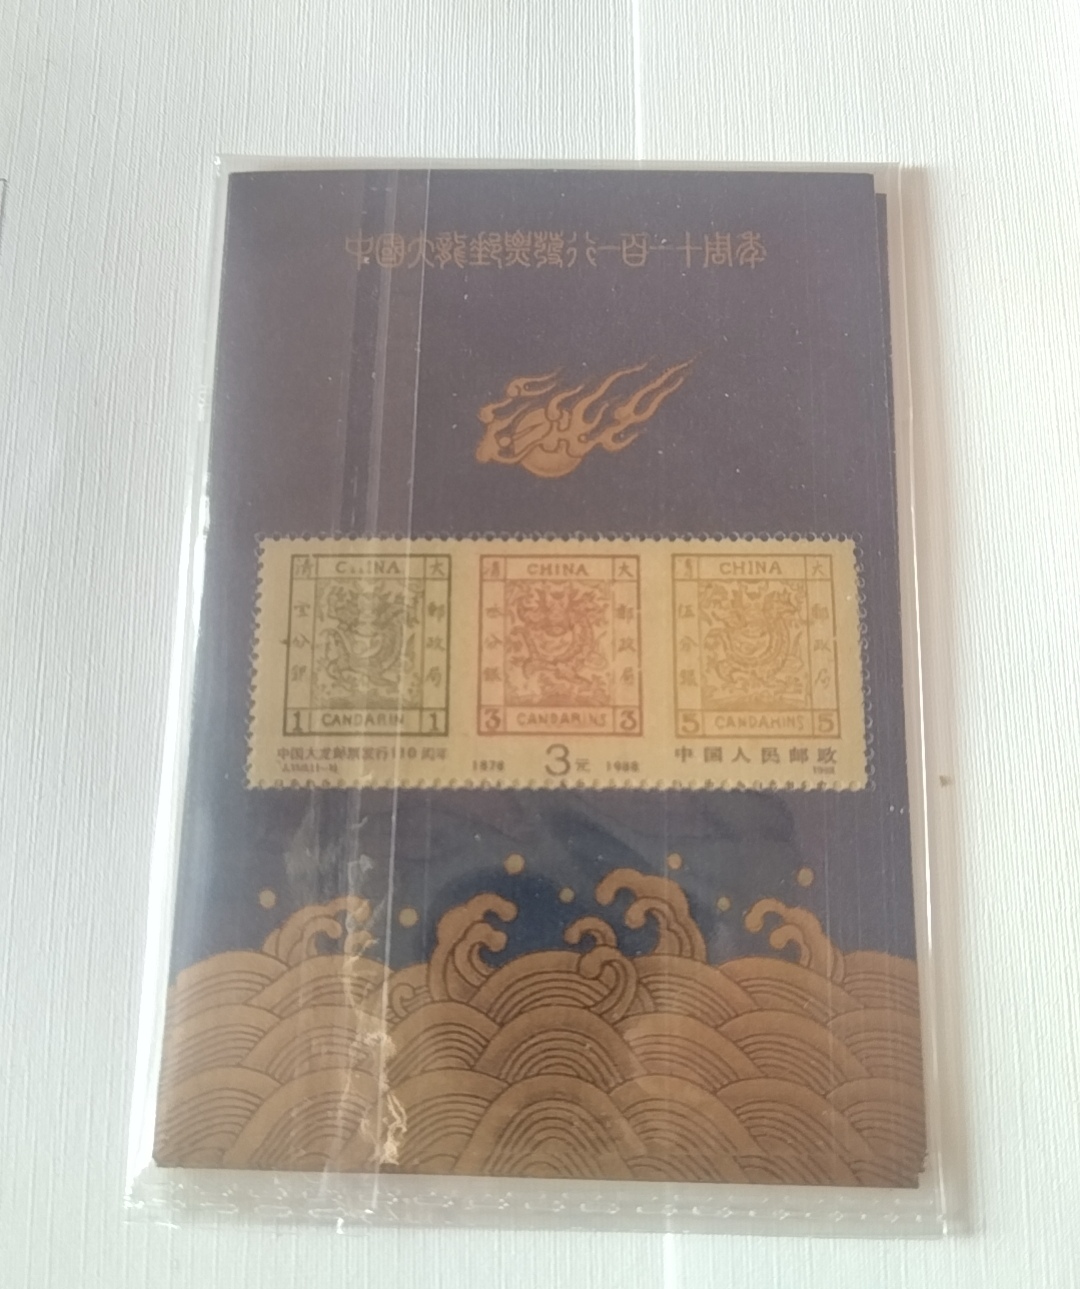 中國大龍郵票發行一百一十周年
清 CHINA 大
壹分銀
郵政局
1 CANDARIN 1
清 CHINA 大
叁分銀
郵政局
3 CANDARINS 3
清 CHINA 大
伍分銀
郵政局
5 CANDARINS 5
中国大龙邮票发行110周年
1878 3元 1988
中国人民邮政
1988